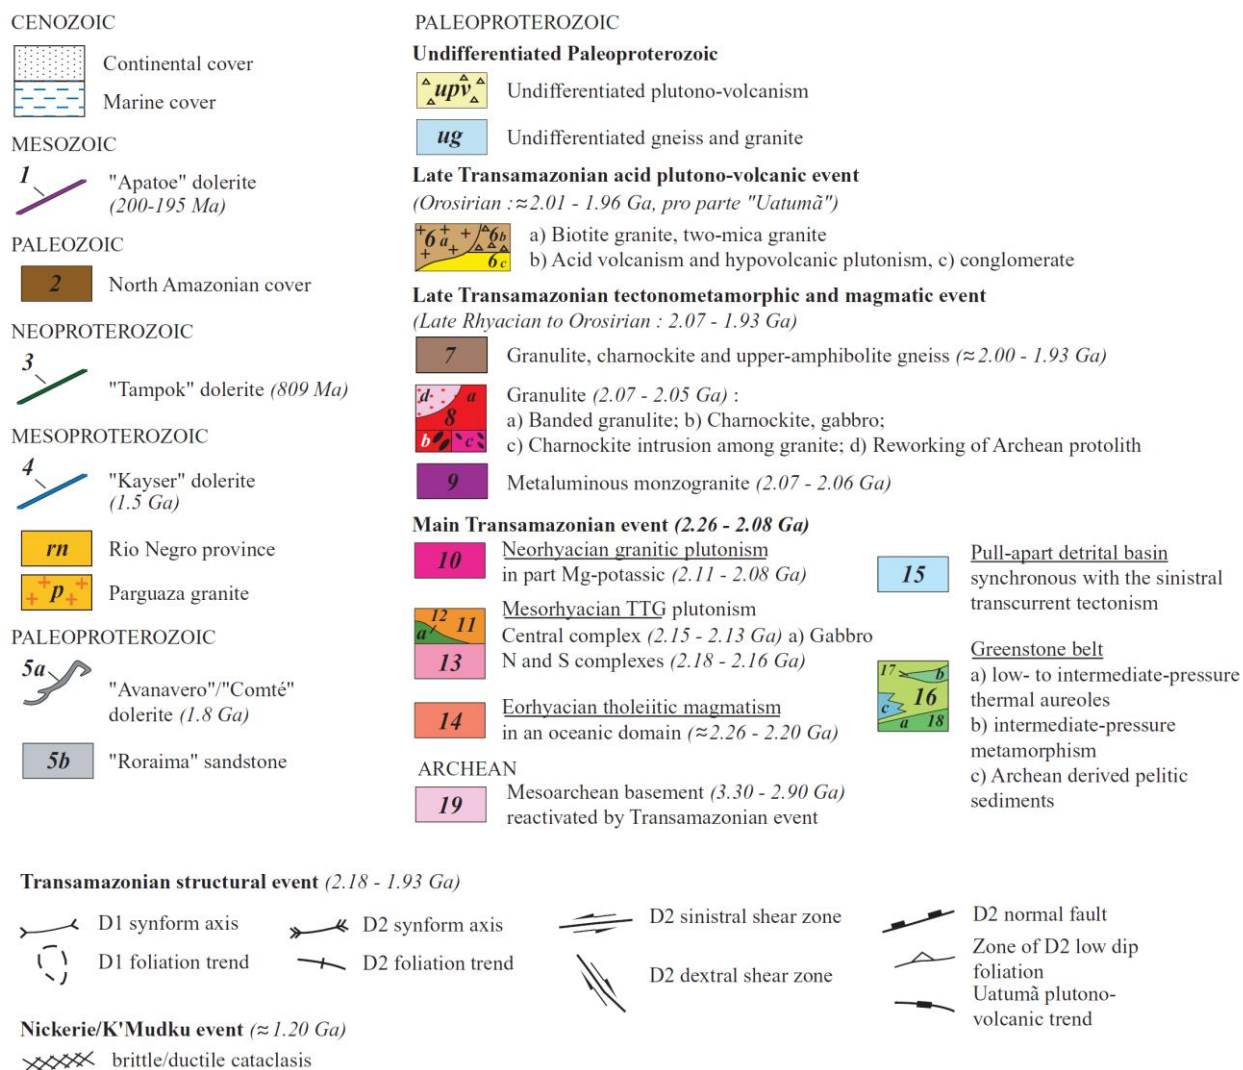 CENOZOIC
Continental cover
Marine cover
MESOZOIC
1
"Apatoe" dolerite
(200-195 Ma)
PALEOZOIC
2
North Amazonian cover
NEOPROTEROZOIC
3
"Tampok" dolerite (809 Ma)
MESOPROTEROZOIC
4
"Kayser" dolerite
(1.5 Ga)
rn
Rio Negro province
p
Parguaza granite
PALEOPROTEROZOIC
5a
"Avanavero"/"Comté"
dolerite (1.8 Ga)
5b
"Roraima" sandstone
PALEOPROTEROZOIC
Undifferentiated Paleoproterozoic
upv
Undifferentiated plutono-volcanism
ug
Undifferentiated gneiss and granite
Late Transamazonian acid plutono-volcanic event
(Orosirian : ≈2.01 - 1.96 Ga, pro parte "Uatumã")
6 a
6b
6c
a) Biotite granite, two-mica granite
b) Acid volcanism and hypovolcanic plutonism, c) conglomerate
Late Transamazonian tectonometamorphic and magmatic event
(Late Rhyacian to Orosirian : 2.07 - 1.93 Ga)
7
Granulite, charnockite and upper-amphibolite gneiss (≈2.00 - 1.93 Ga)
d a
8
b c
Granulite (2.07 - 2.05 Ga) :
a) Banded granulite; b) Charnockite, gabbro;
c) Charnockite intrusion among granite; d) Reworking of Archean protolith
9
Metaluminous monzogranite (2.07 - 2.06 Ga)
Main Transamazonian event (2.26 - 2.08 Ga)
10
Neorhyacian granitic plutonism
in part Mg-potassic (2.11 - 2.08 Ga)
12 11
a
13
Mesorhyacian TTG plutonism
Central complex (2.15 - 2.13 Ga) a) Gabbro
N and S complexes (2.18 - 2.16 Ga)
14
Eorhyacian tholeiitic magmatism
in an oceanic domain (≈2.26 - 2.20 Ga)
ARCHEAN
19
Mesoarchean basement (3.30 - 2.90 Ga)
reactivated by Transamazonian event
15
Pull-apart detrital basin
synchronous with the sinistral
transcurrent tectonism
17 b
16
c
a 18
Greenstone belt
a) low- to intermediate-pressure
thermal aureoles
b) intermediate-pressure
metamorphism
c) Archean derived pelitic
sediments
Transamazonian structural event (2.18 - 1.93 Ga)
D1 synform axis
D1 foliation trend
D2 synform axis
D2 foliation trend
D2 sinistral shear zone
D2 dextral shear zone
D2 normal fault
Zone of D2 low dip
foliation
Uatumã plutono-
volcanic trend
Nickerie/K'Mudku event (≈1.20 Ga)
brittle/ductile cataclasis